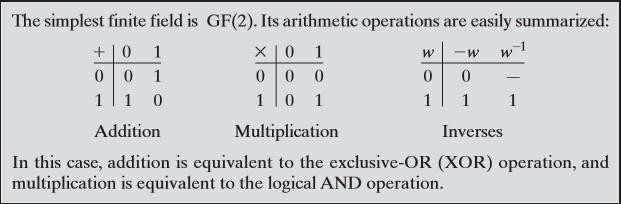 The simplest finite field is GF(2). Its arithmetic operations are easily summarized:
+ 0 1
0 0 1
1 1 0
Addition
× 0 1
0 0 0
1 0 1
Multiplication
w −w w⁻¹
0 0 —
1 1 1
Inverses
In this case, addition is equivalent to the exclusive-OR (XOR) operation, and
multiplication is equivalent to the logical AND operation.